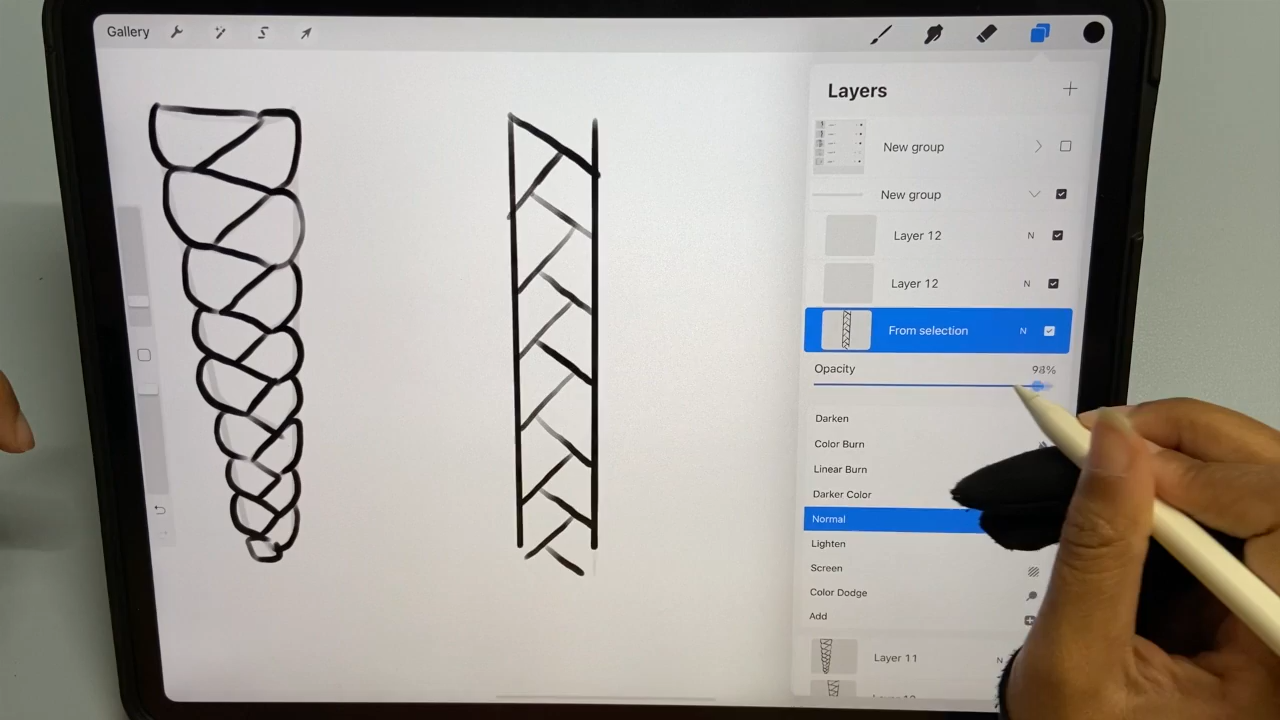 Gallery
Layers
New group
New group
Layer 12 N
Layer 12 N
From selection N
Opacity 98%
Darken
Color Burn
Linear Burn
Darker Color
Normal
Lighten
Screen
Color Dodge
Add
Layer 11 N